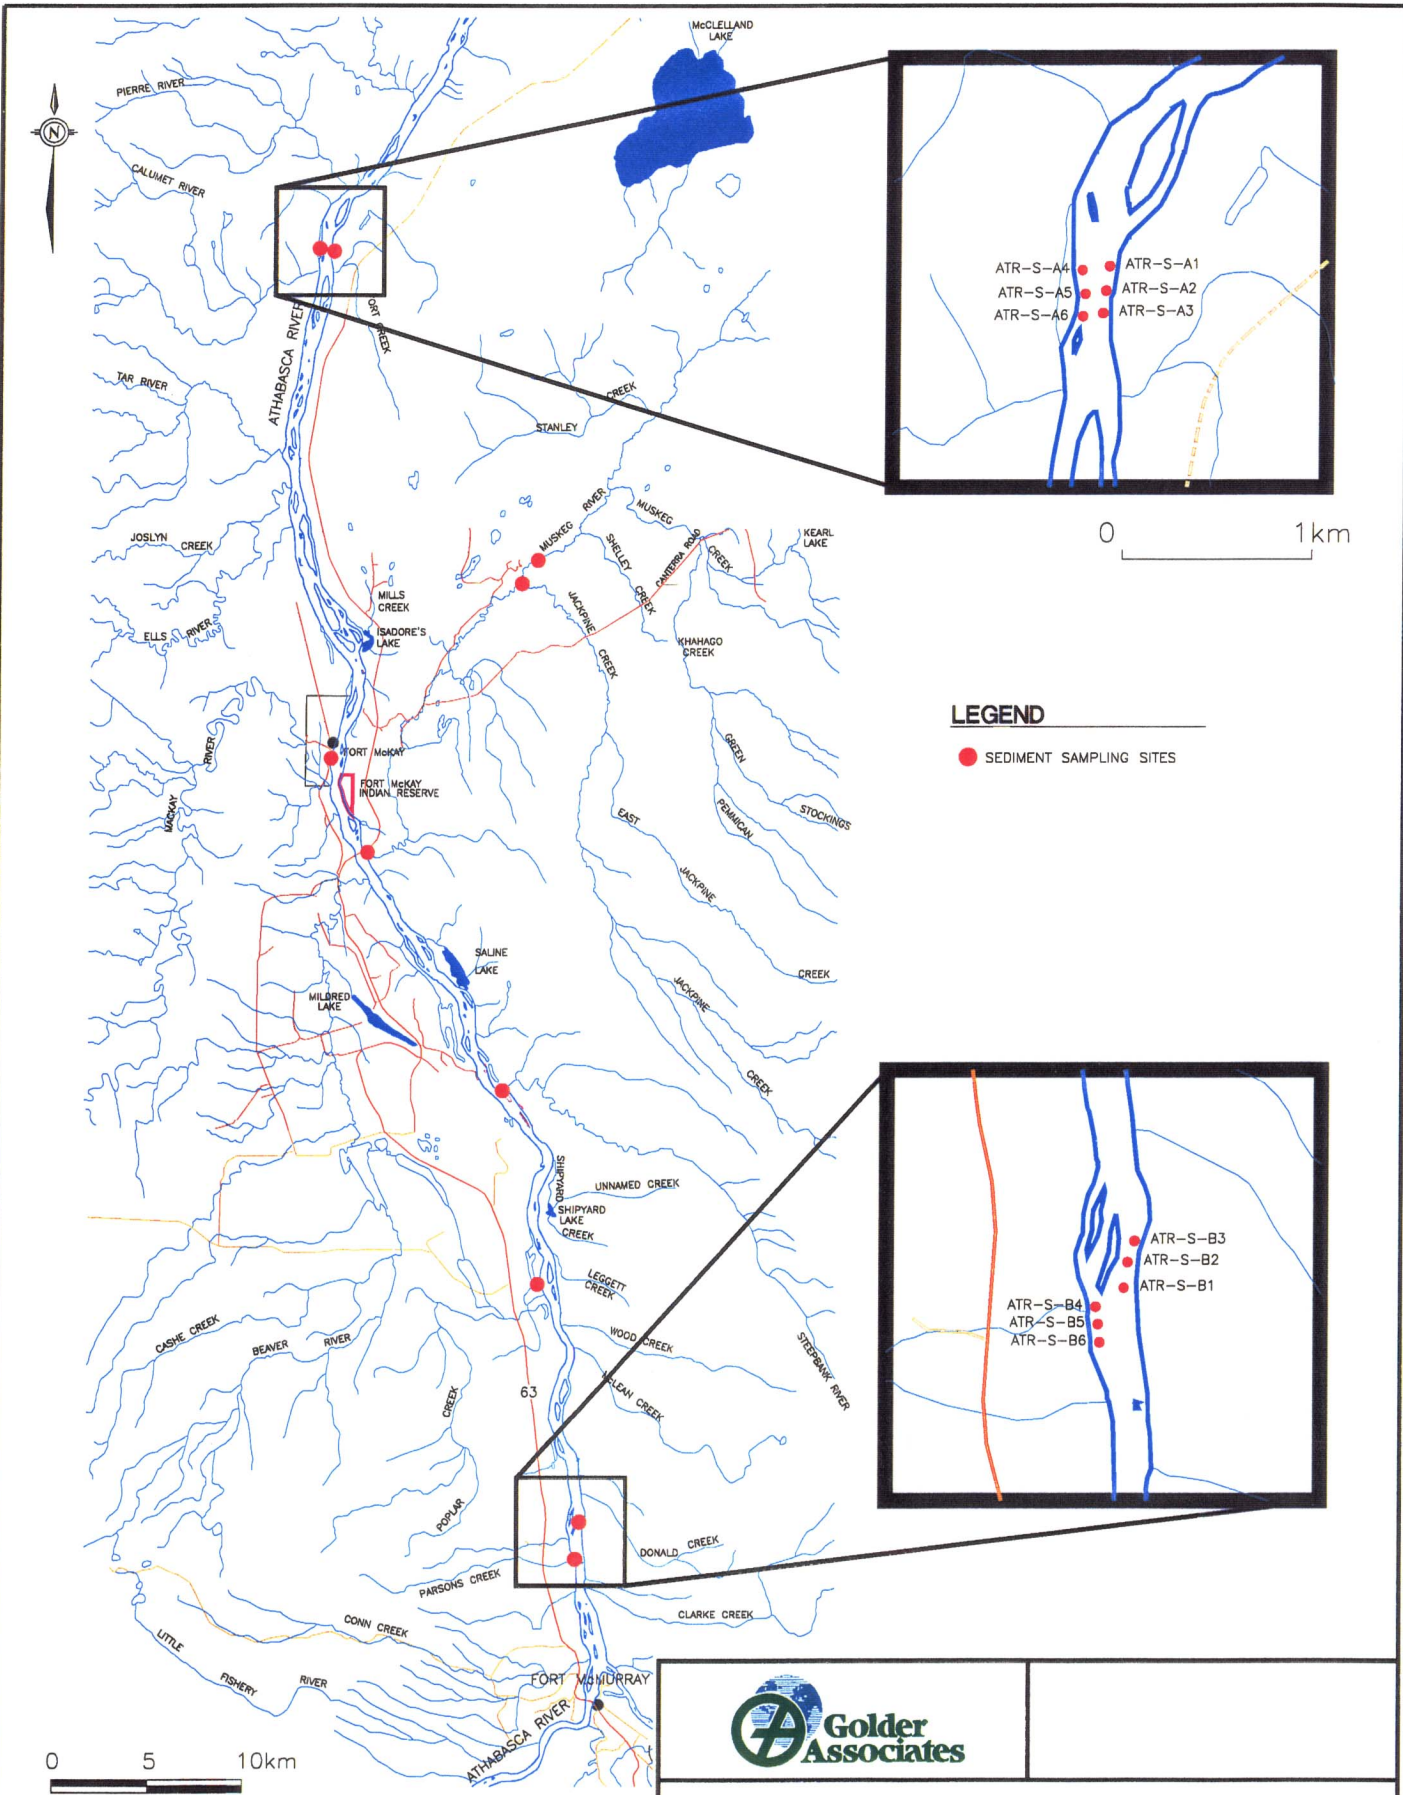 McCLELLAND
LAKE
PIERRE RIVER
N
CALUMET RIVER
ATR-S-A4
ATR-S-A1
ATR-S-A5
ATR-S-A2
ATR-S-A6
ATR-S-A3
FORT CREEK
ATHABASCA RIVER
TAR RIVER
STANLEY CREEK
0 1km
MUSKEG RIVER
MUSKEG CREEK
JOSLYN CREEK
SHELLEY CREEK
CANTERRA ROAD
KEARL
LAKE
MILLS
CREEK
JACKPINE CREEK
ISADORE'S
LAKE
ELLS RIVER
KHAHAGO
CREEK
LEGEND
SEDIMENT SAMPLING SITES
MACKAY RIVER
FORT McKAY
FORT McKAY
INDIAN RESERVE
GREEN STOCKINGS CREEK
PEMMICAN
EAST JACKPINE CREEK
JACKPINE CREEK
SALINE
LAKE
MILDRED
LAKE
SHIPYARD CREEK
UNNAMED CREEK
SHIPYARD
LAKE
LEGGETT
CREEK
WOOD CREEK
McLEAN CREEK
STEEPBANK RIVER
CASHE CREEK
BEAVER RIVER
63
POPLAR CREEK
ATR-S-B3
ATR-S-B2
ATR-S-B1
ATR-S-B4
ATR-S-B5
ATR-S-B6
DONALD CREEK
PARSONS CREEK
CLARKE CREEK
CONN CREEK
LITTLE FISHERY RIVER
FORT McMURRAY
ATHABASCA RIVER
0 5 10km
Golder
Associates